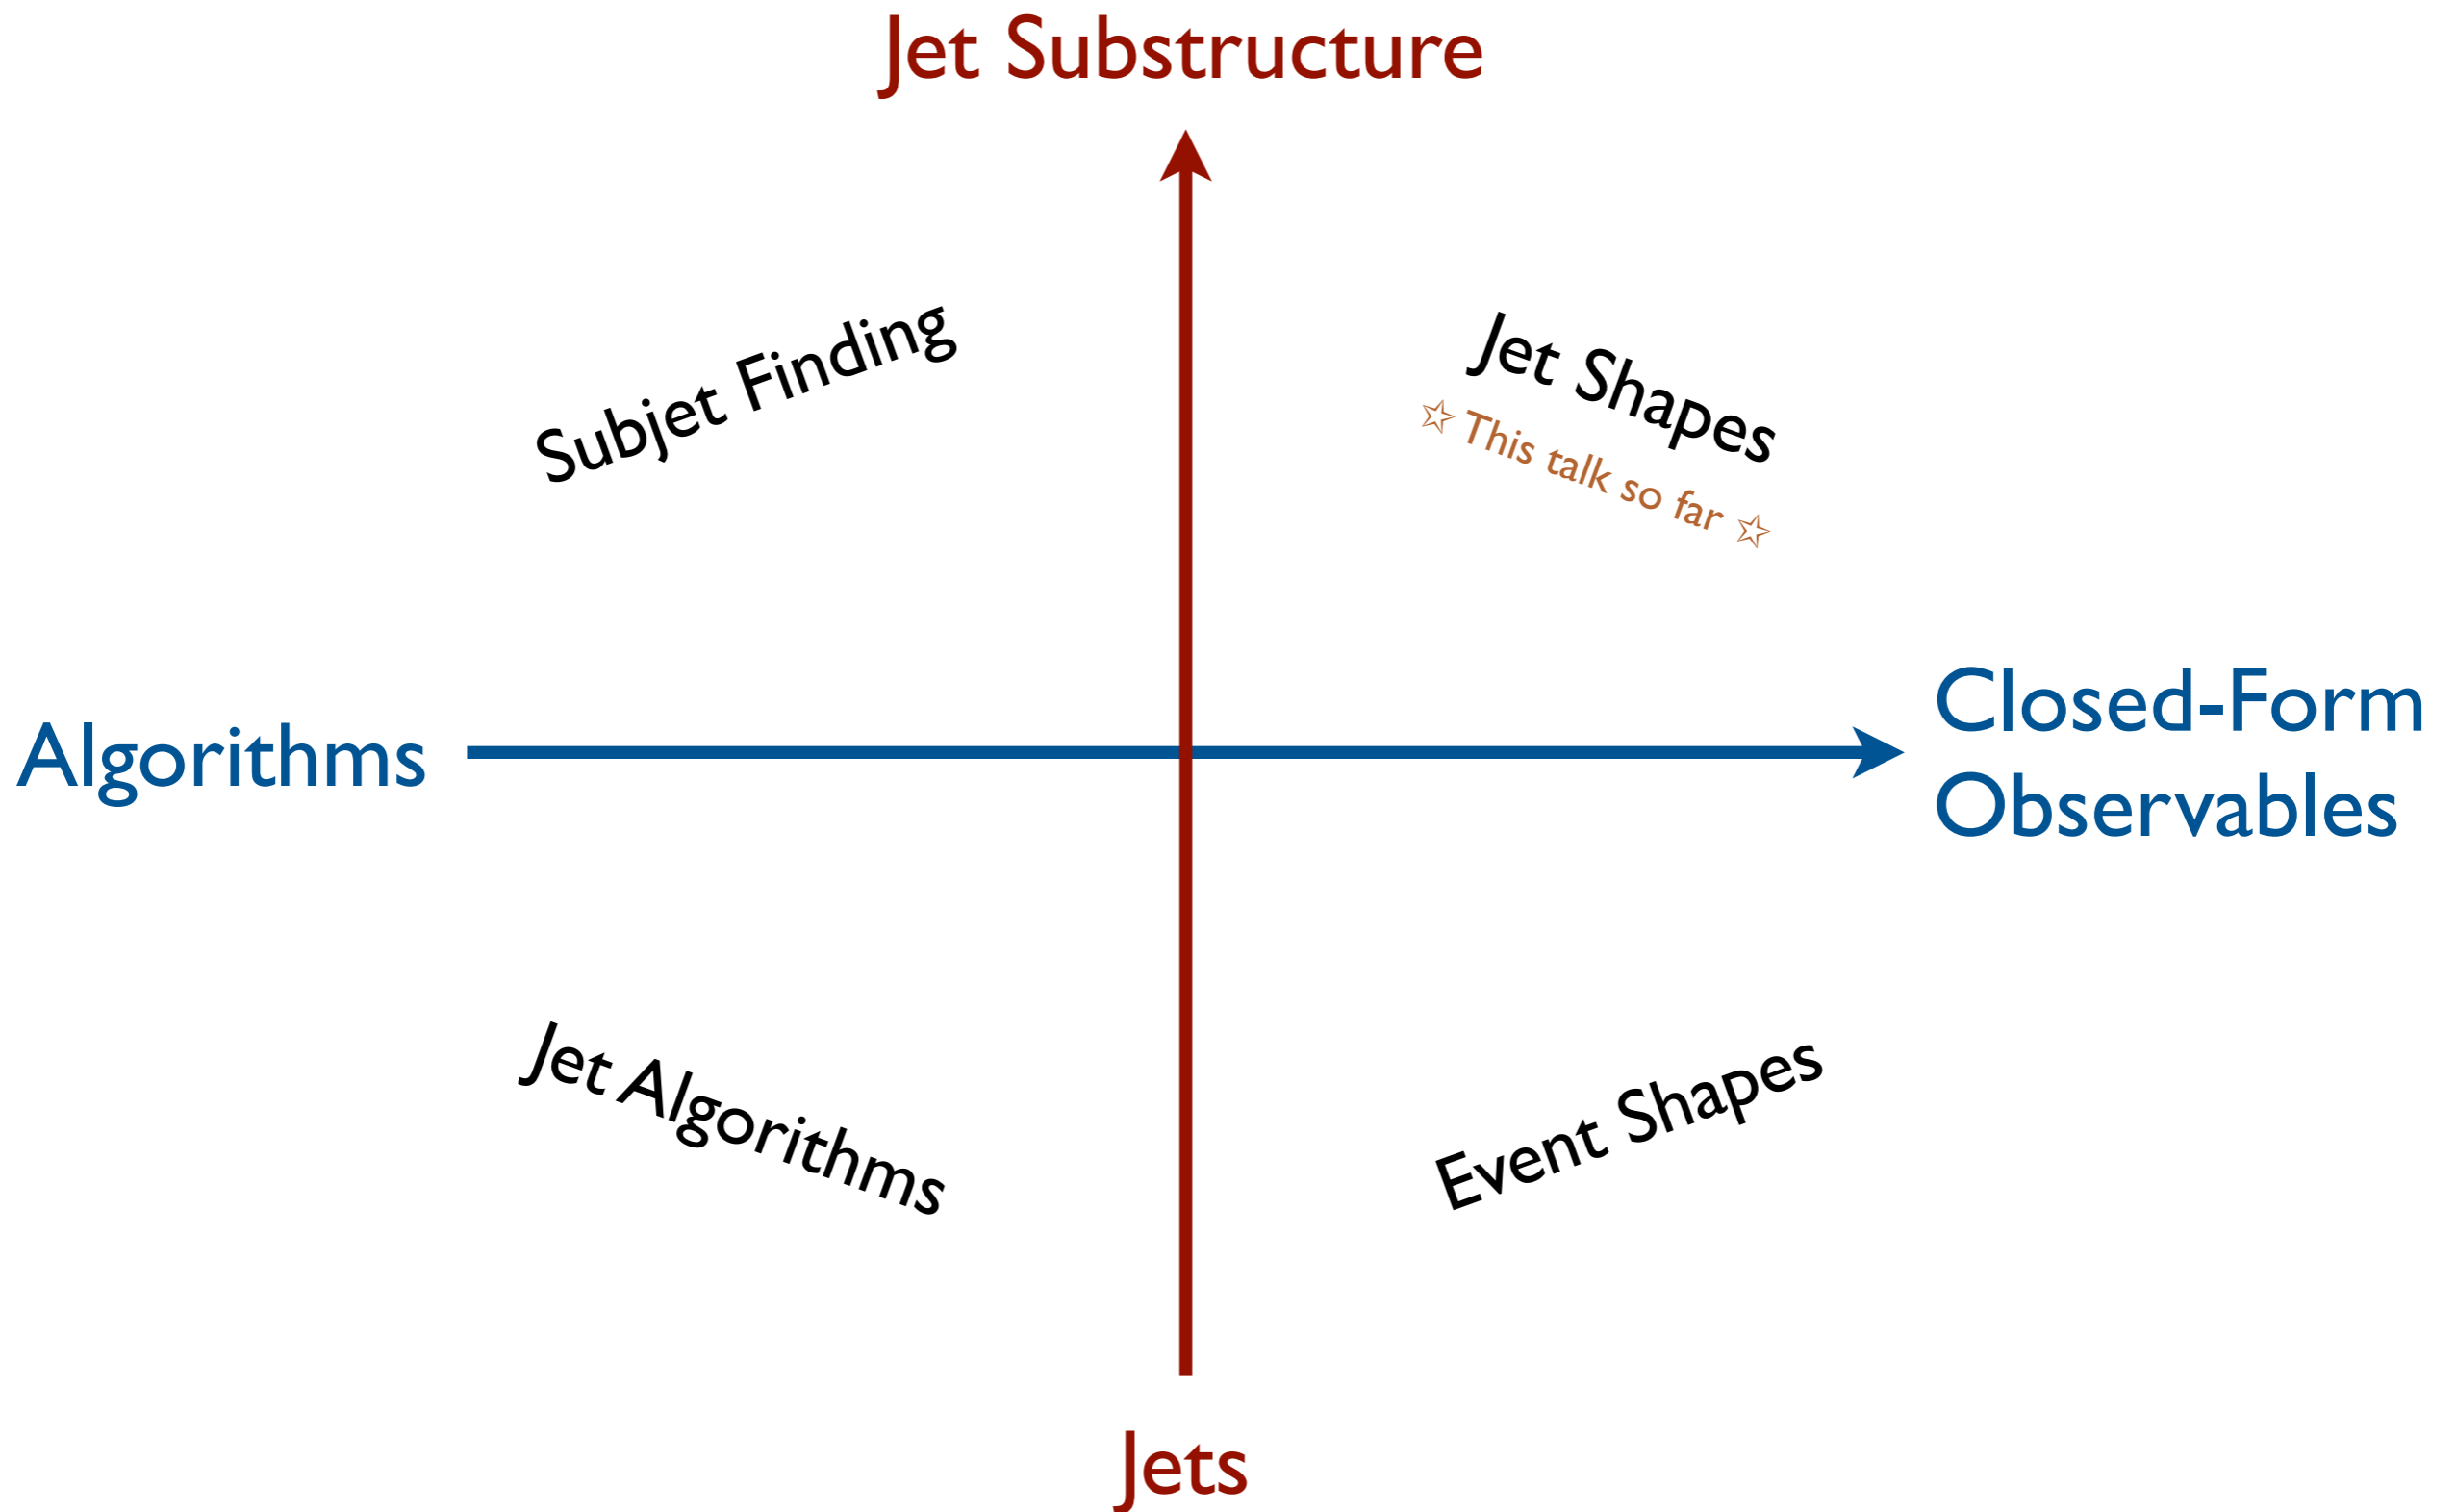 Jet Substructure
Subjet Finding
Jet Shapes
☆ This talk so far ☆
Algorithms
Closed-Form
Observables
Jet Algorithms
Event Shapes
Jets